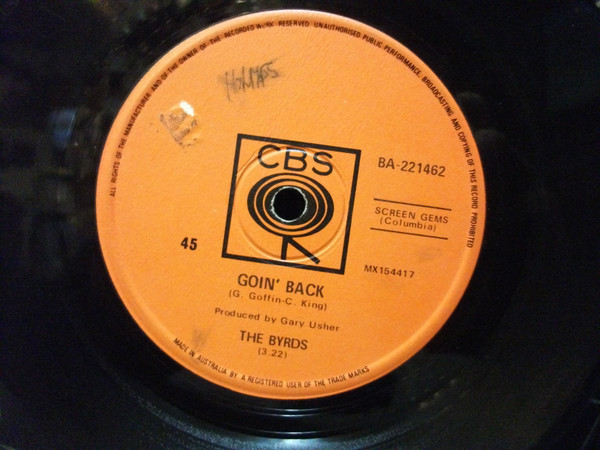 ALL RIGHTS OF THE MANUFACTURER AND OF THE OWNER OF THE RECORDED WORK RESERVED. UNAUTHORISED PUBLIC PERFORMANCE, BROADCASTING AND COPYING OF THIS RECORD PROHIBITED
CBS
BA-221462
SCREEN GEMS
(Columbia)
45
MX154417
GOIN' BACK
(G. Goffin-C. King)
Produced by Gary Usher
THE BYRDS
(3.22)
MADE IN AUSTRALIA BY A REGISTERED USER OF THE TRADE MARKS